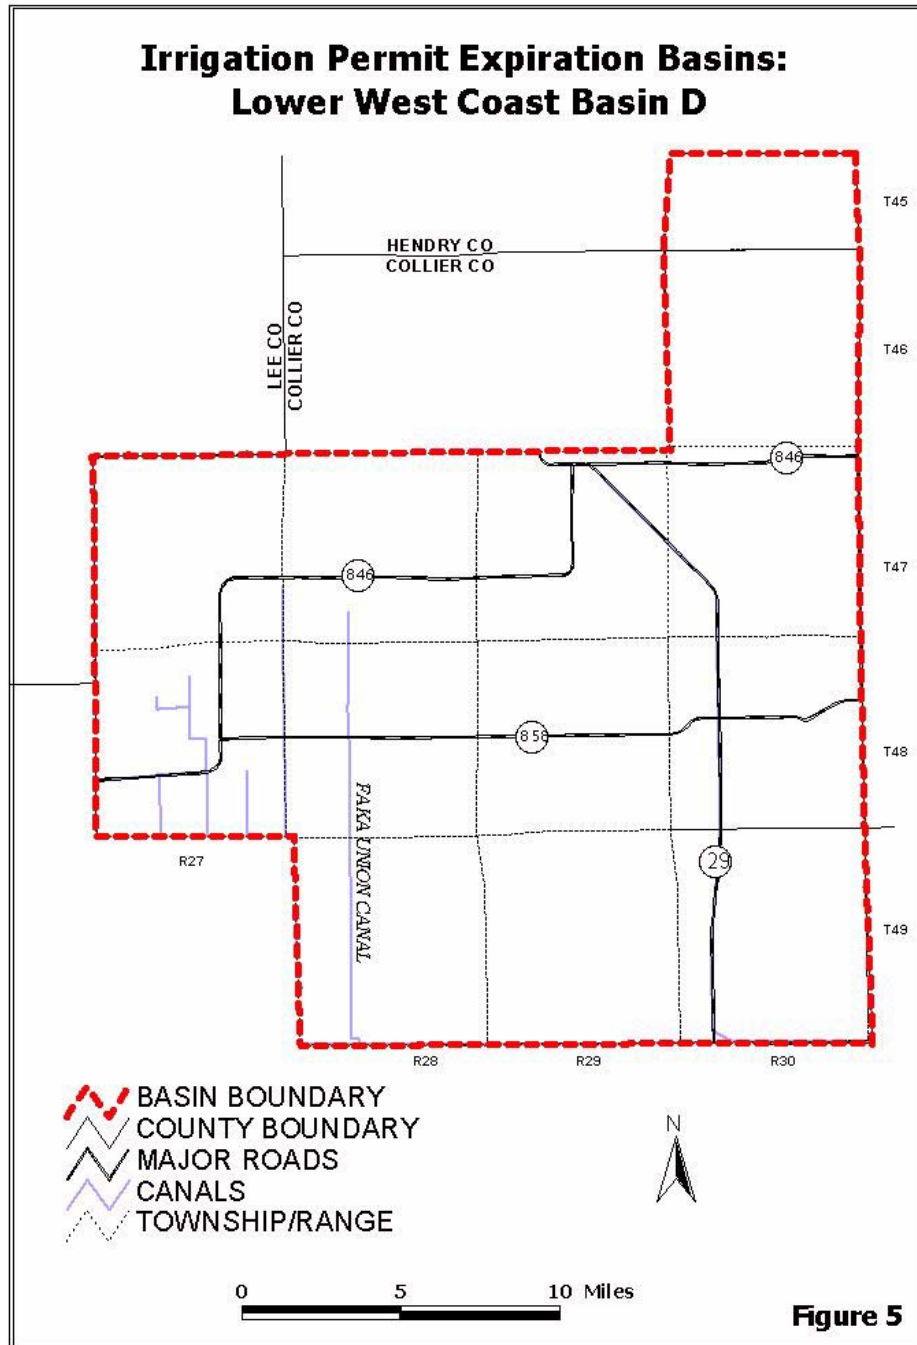 Irrigation Permit Expiration Basins:
Lower West Coast Basin D
T45
HENDRY CO
COLLIER CO
LEE CO
COLLIER CO
T46
846
T47
846
858
T48
FAKA UNION CANAL
R27
29
T49
R28
R29
R30
BASIN BOUNDARY
COUNTY BOUNDARY
MAJOR ROADS
CANALS
TOWNSHIP/RANGE
N
0 5 10 Miles
Figure 5